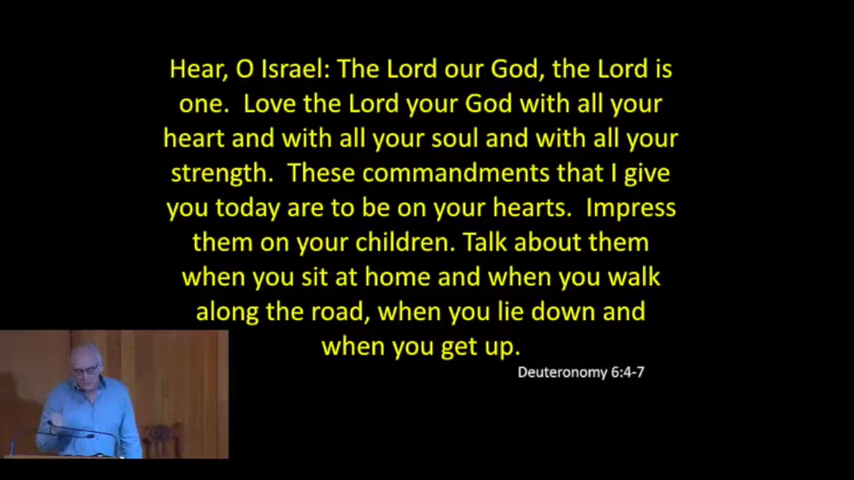 Hear, O Israel: The Lord our God, the Lord is
one.  Love the Lord your God with all your
heart and with all your soul and with all your
strength.  These commandments that I give
you today are to be on your hearts.  Impress
them on your children. Talk about them
when you sit at home and when you walk
along the road, when you lie down and
when you get up.
Deuteronomy 6:4-7